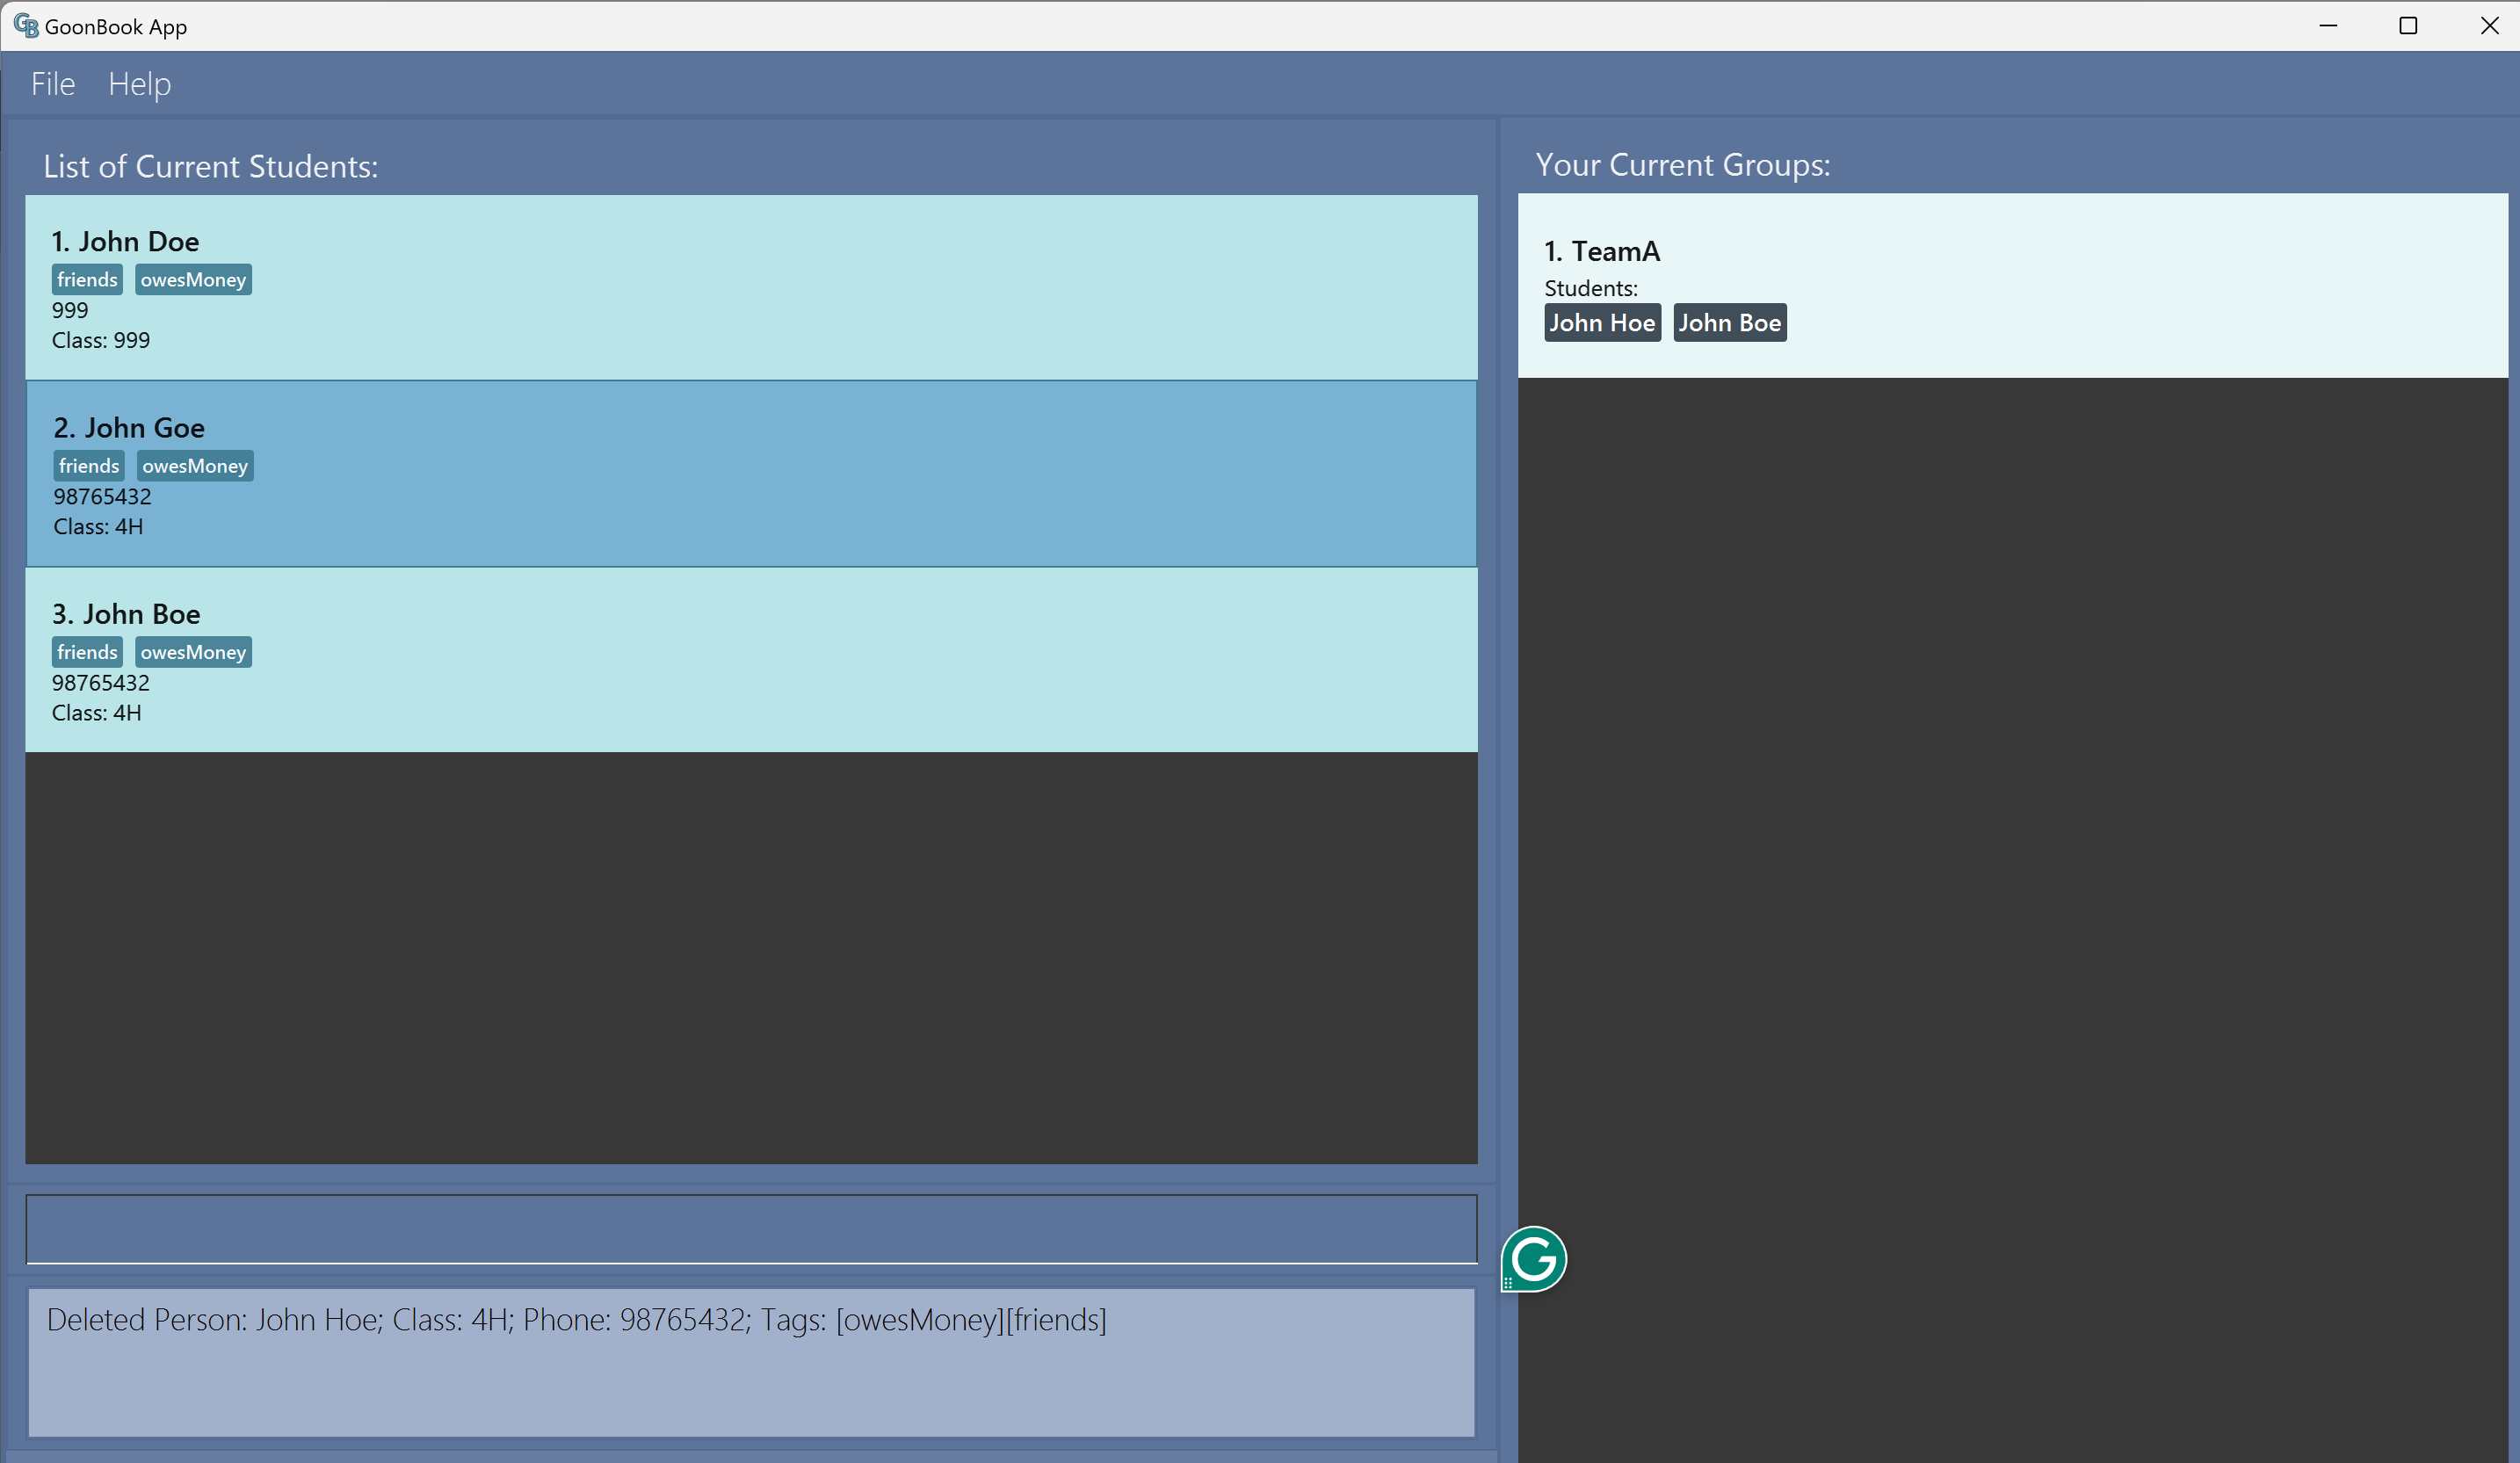 GB GoonBook App
File Help
List of Current Students:
1. John Doe
friends owesMoney
999
Class: 999
2. John Goe
friends owesMoney
98765432
Class: 4H
3. John Boe
friends owesMoney
98765432
Class: 4H
Deleted Person: John Hoe; Class: 4H; Phone: 98765432; Tags: [owesMoney][friends]
Your Current Groups:
1. TeamA
Students:
John Hoe John Boe
G